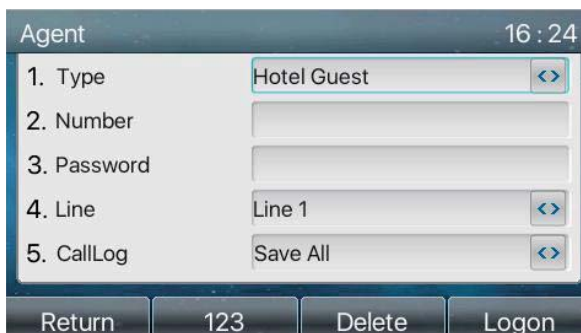 Agent 16 : 24
1. Type Hotel Guest
2. Number
3. Password
4. Line Line 1
5. CallLog Save All
Return 123 Delete Logon